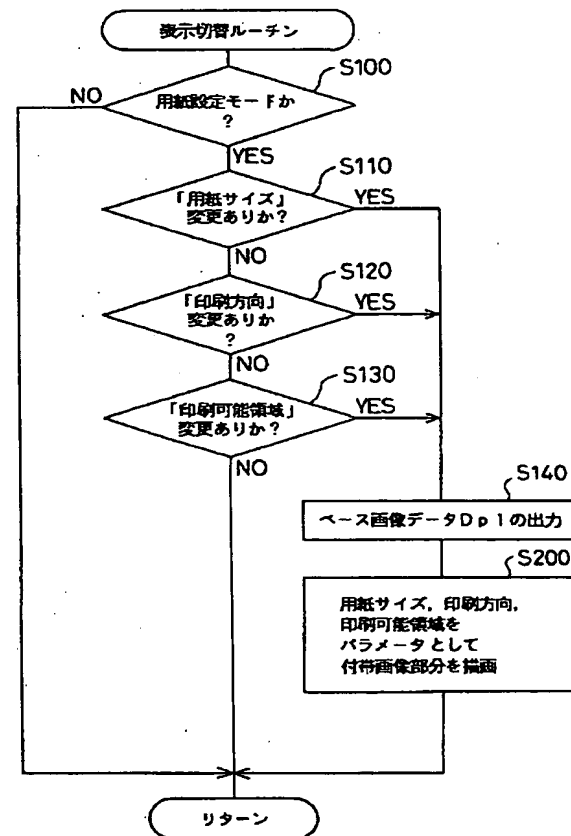 表示切替ルーチン
S100
NO
用紙設定モードか
?
YES
S110
「用紙サイズ」
変更ありか?
YES
NO
S120
「印刷方向」
変更ありか
?
YES
NO
S130
「印刷可能領域」
変更ありか?
YES
NO
S140
ベース画像データDp1の出力
S200
用紙サイズ,印刷方向,
印刷可能領域を
パラメータとして
付帯画像部分を描画
リターン